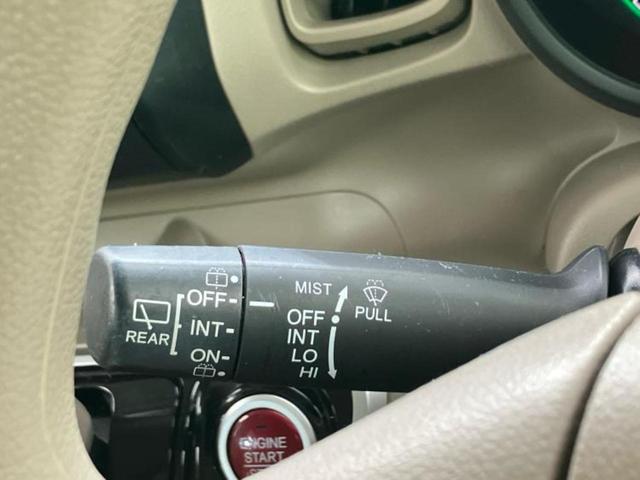 REAR
OFF
INT
ON
MIST
OFF
INT
LO
HI
PULL
ENGINE
START